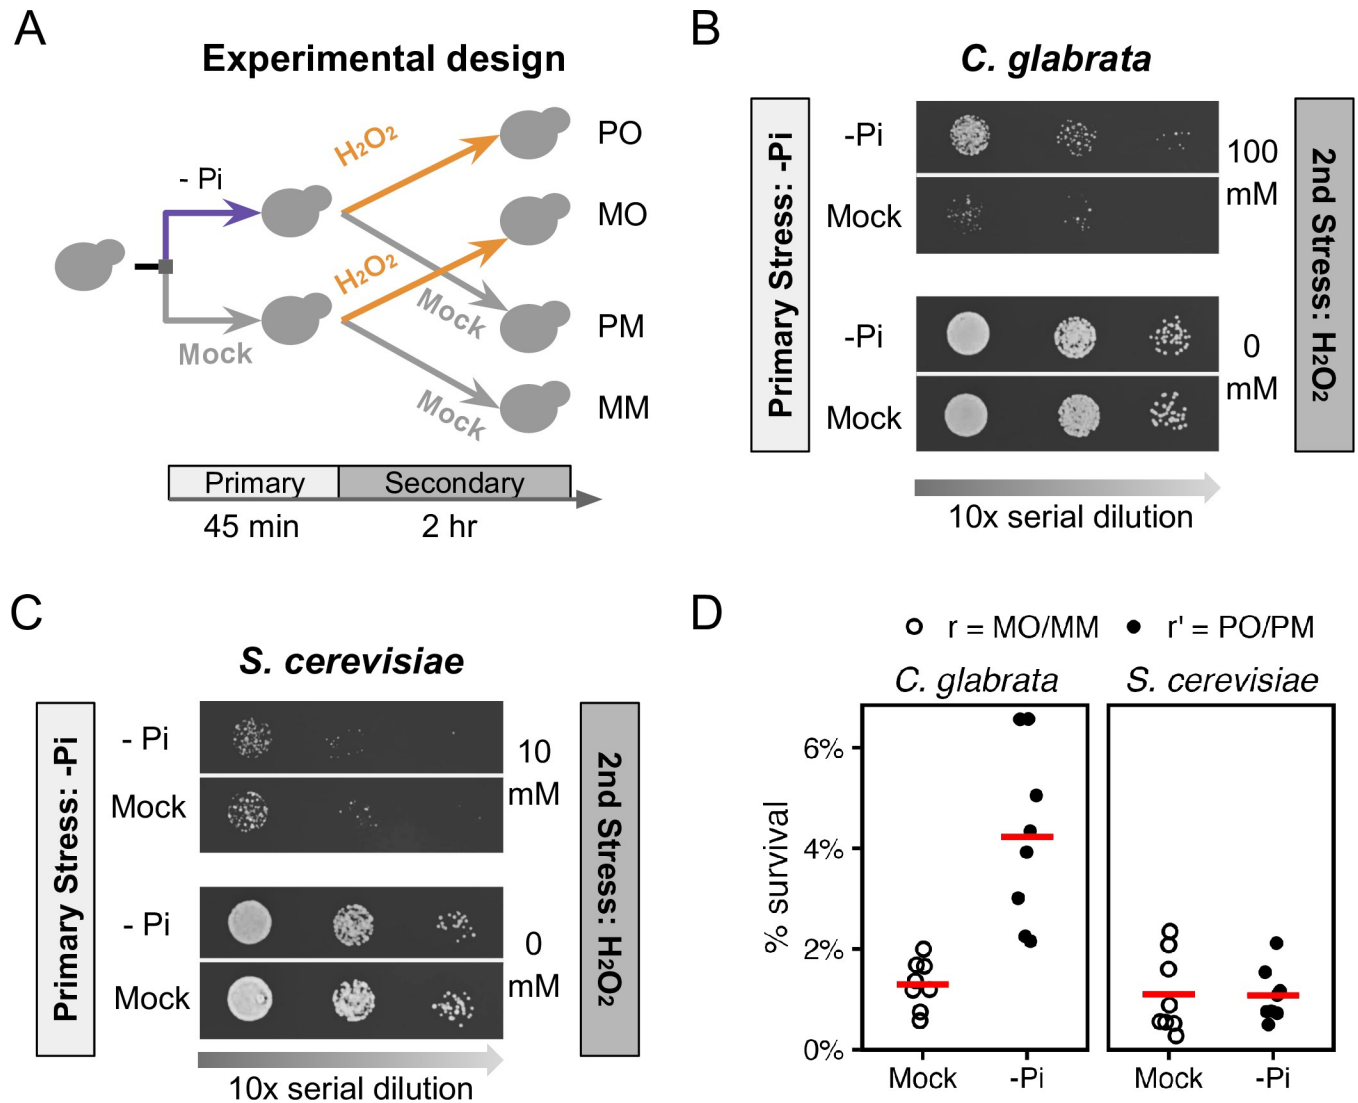 A
Experimental design
- Pi
Mock
H₂O₂
H₂O₂
Mock
Mock
PO
MO
PM
MM
Primary
Secondary
45 min
2 hr
B
C. glabrata
Primary Stress: -Pi
-Pi
Mock
-Pi
Mock
100
mM
0
mM
2nd Stress: H₂O₂
10x serial dilution
C
S. cerevisiae
Primary Stress: -Pi
- Pi
Mock
- Pi
Mock
10
mM
0
mM
2nd Stress: H₂O₂
10x serial dilution
D
r = MO/MM
r' = PO/PM
C. glabrata
S. cerevisiae
% survival
6%
4%
2%
0%
Mock
-Pi
Mock
-Pi